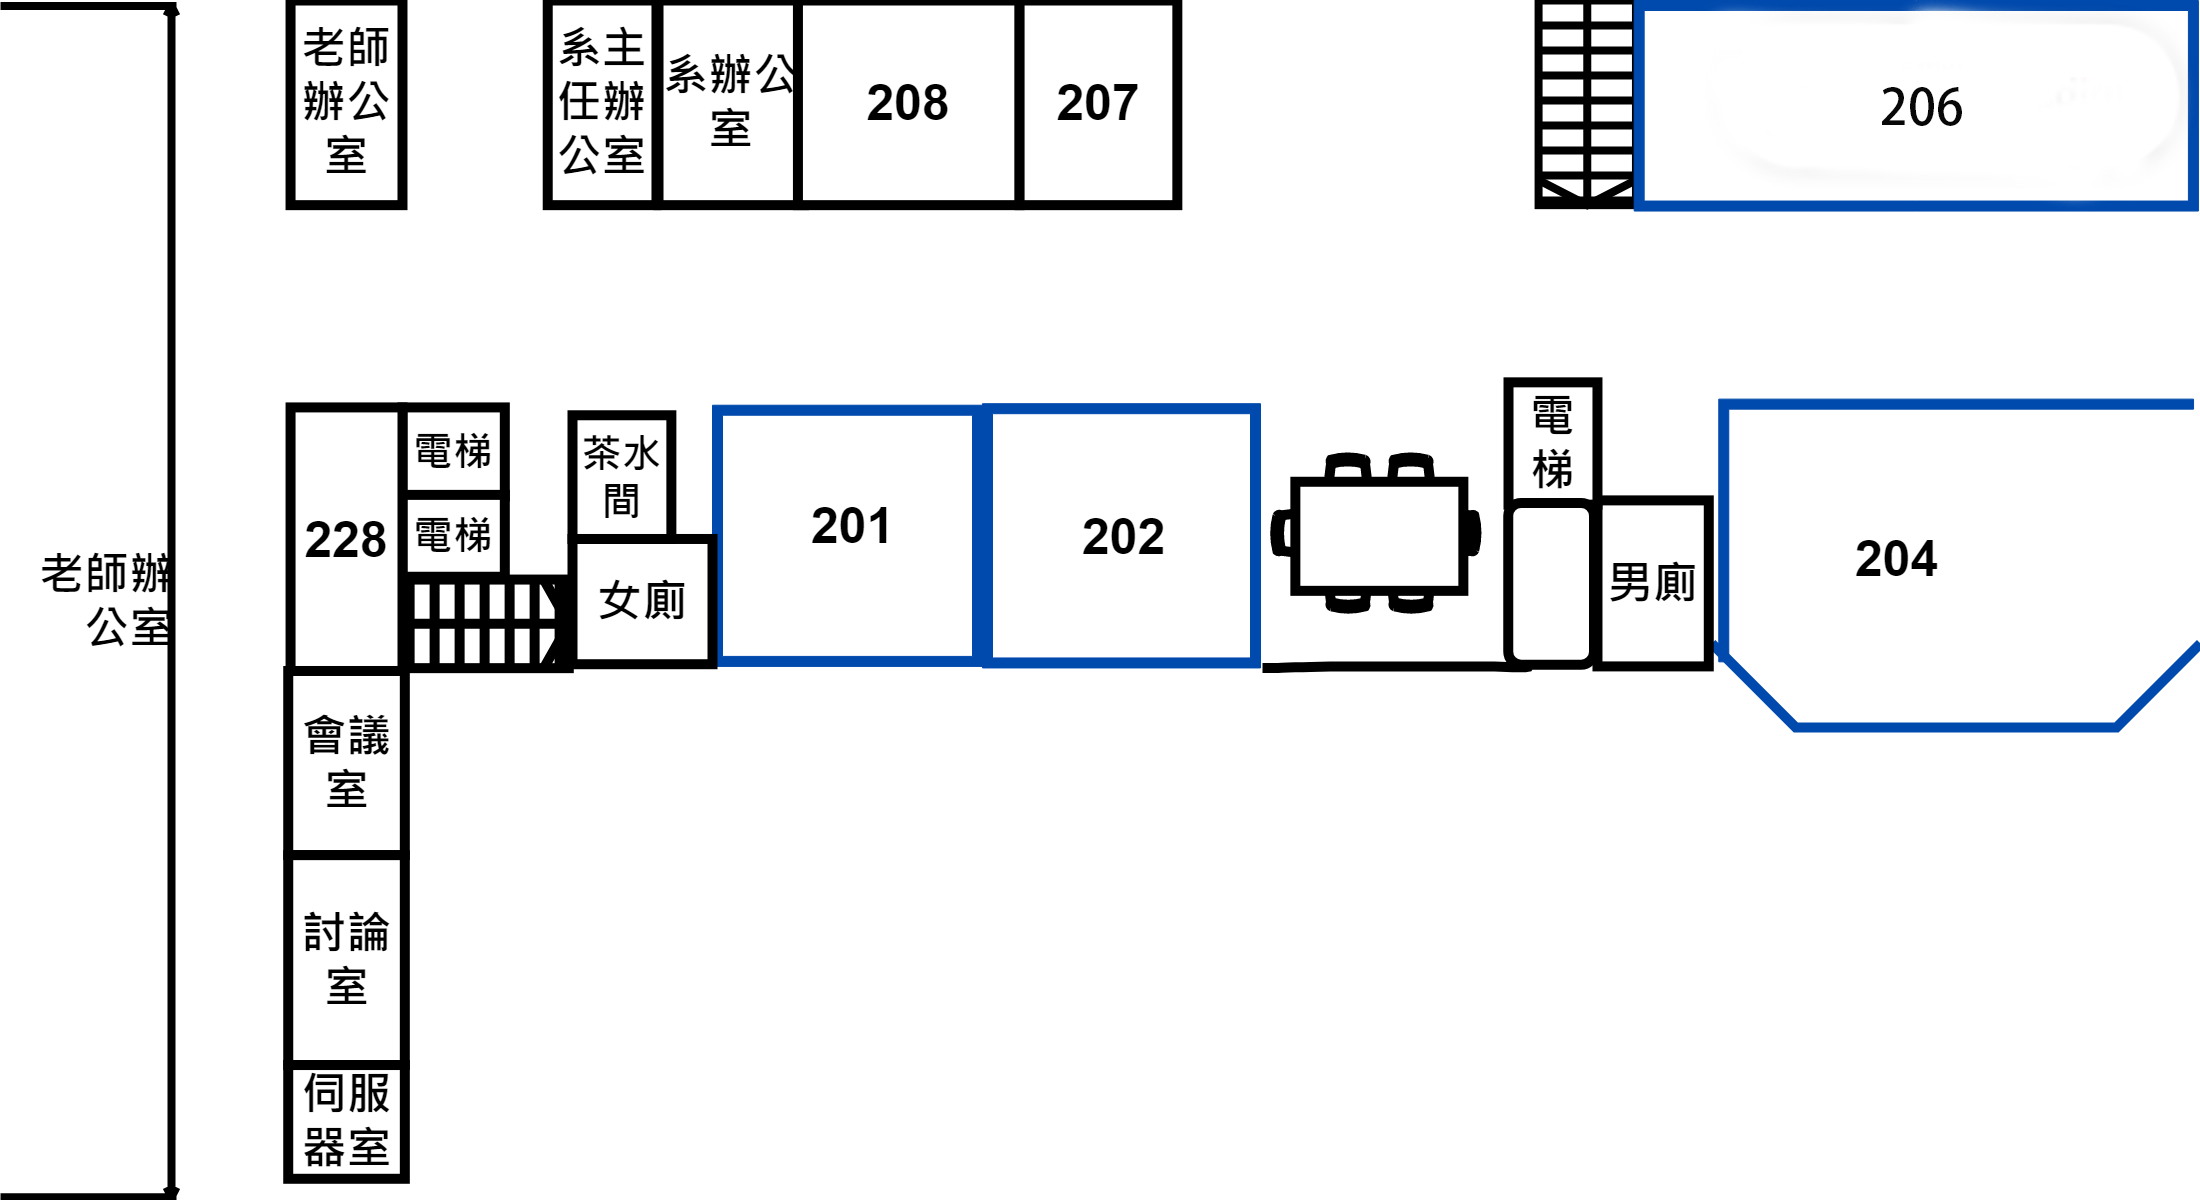 老師
辦公
室
系主
任辦
公室
系辦公
室
208
207
206
228
電梯
電梯
茶水
間
女廁
201
202
電
梯
男廁
204
老師辦
公室
會議
室
討論
室
伺服
器室